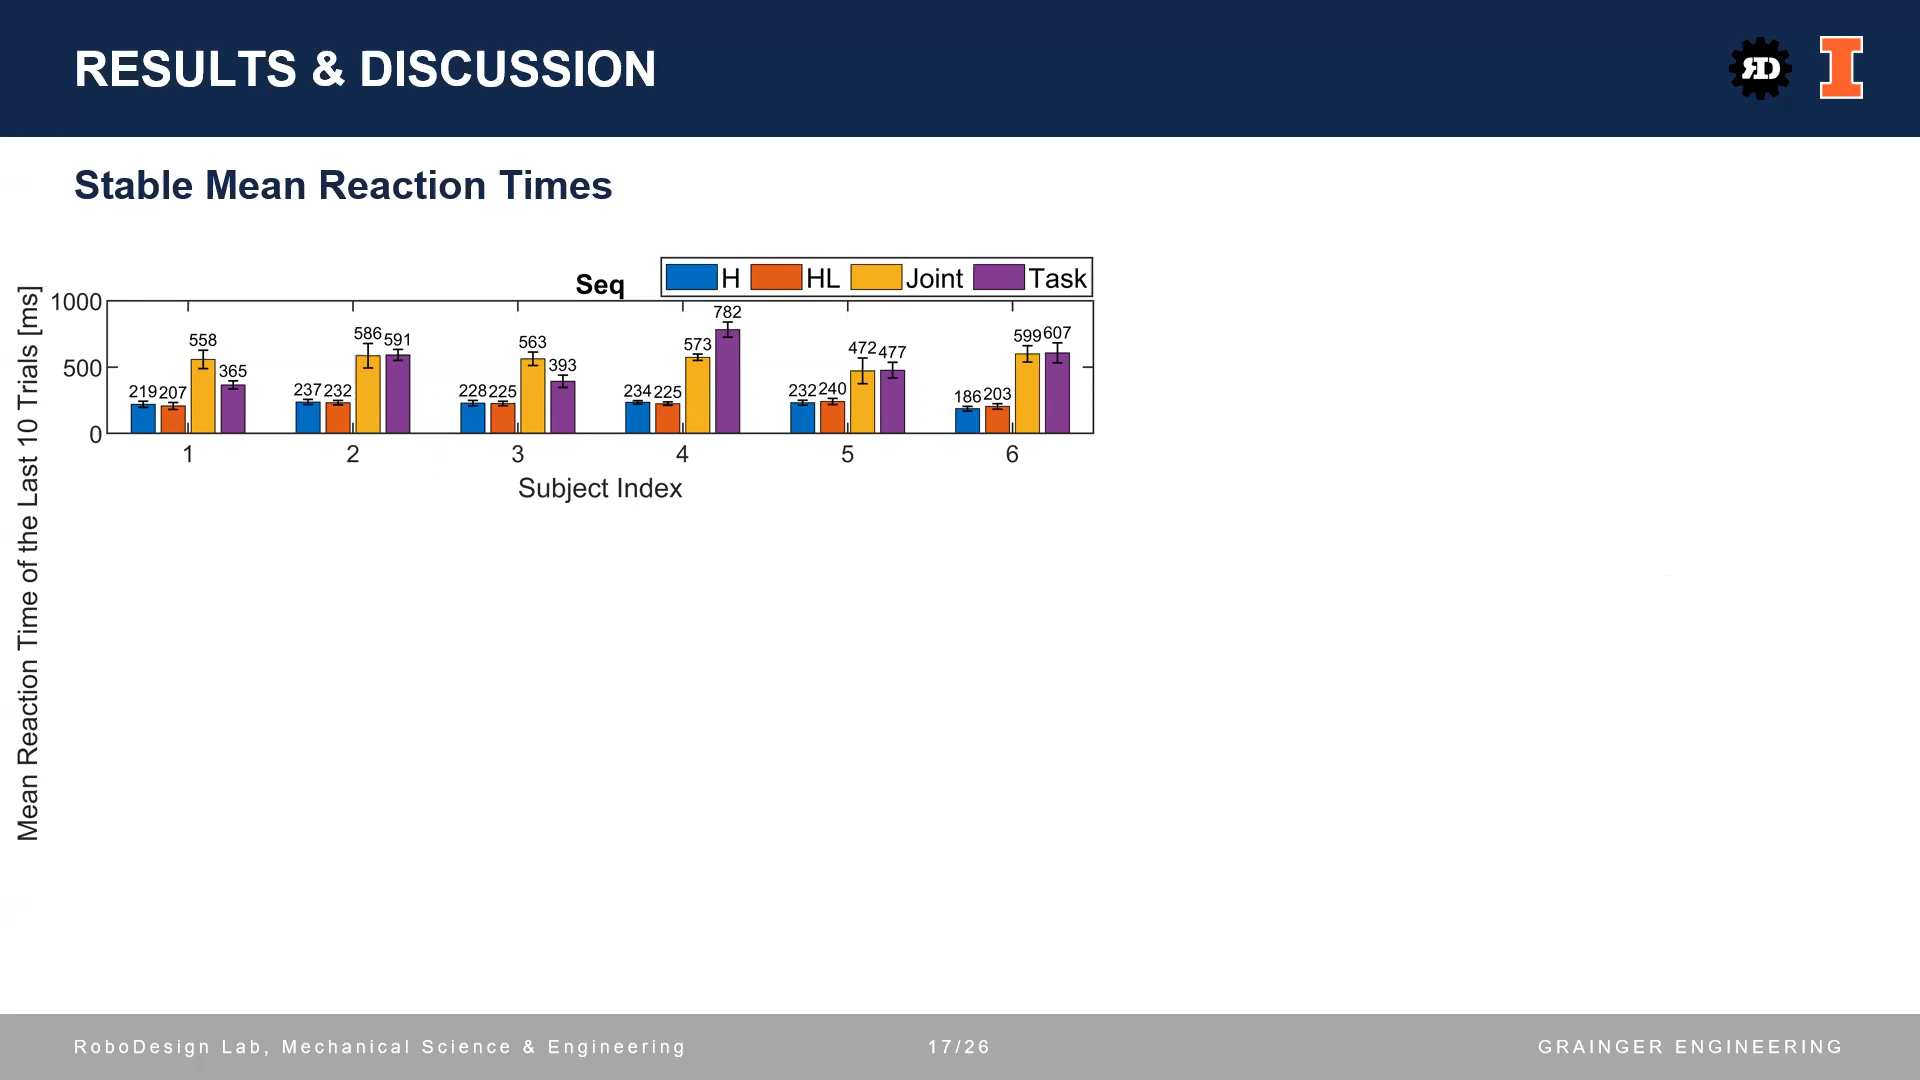 RESULTS & DISCUSSION
RD
I
Stable Mean Reaction Times
Seq
H HL Joint Task
Mean Reaction Time of the Last 10 Trials [ms]
1000
500
0
219 207 558 365
237 232 586 591
228 225 563 393
234 225 573 782
232 240 472 477
186 203 599 607
1 2 3 4 5 6
Subject Index
RoboDesign Lab, Mechanical Science & Engineering
17/26
GRAINGER ENGINEERING